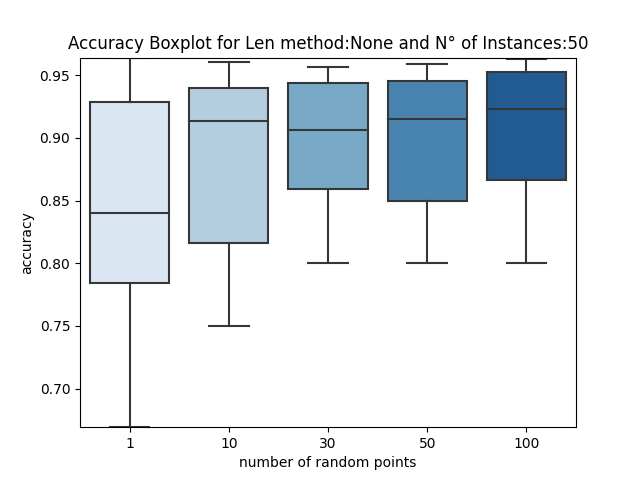 Accuracy Boxplot for Len method:None and N° of Instances:50
0.95
0.90
0.85
0.80
0.75
0.70
accuracy
1 10 30 50 100
number of random points